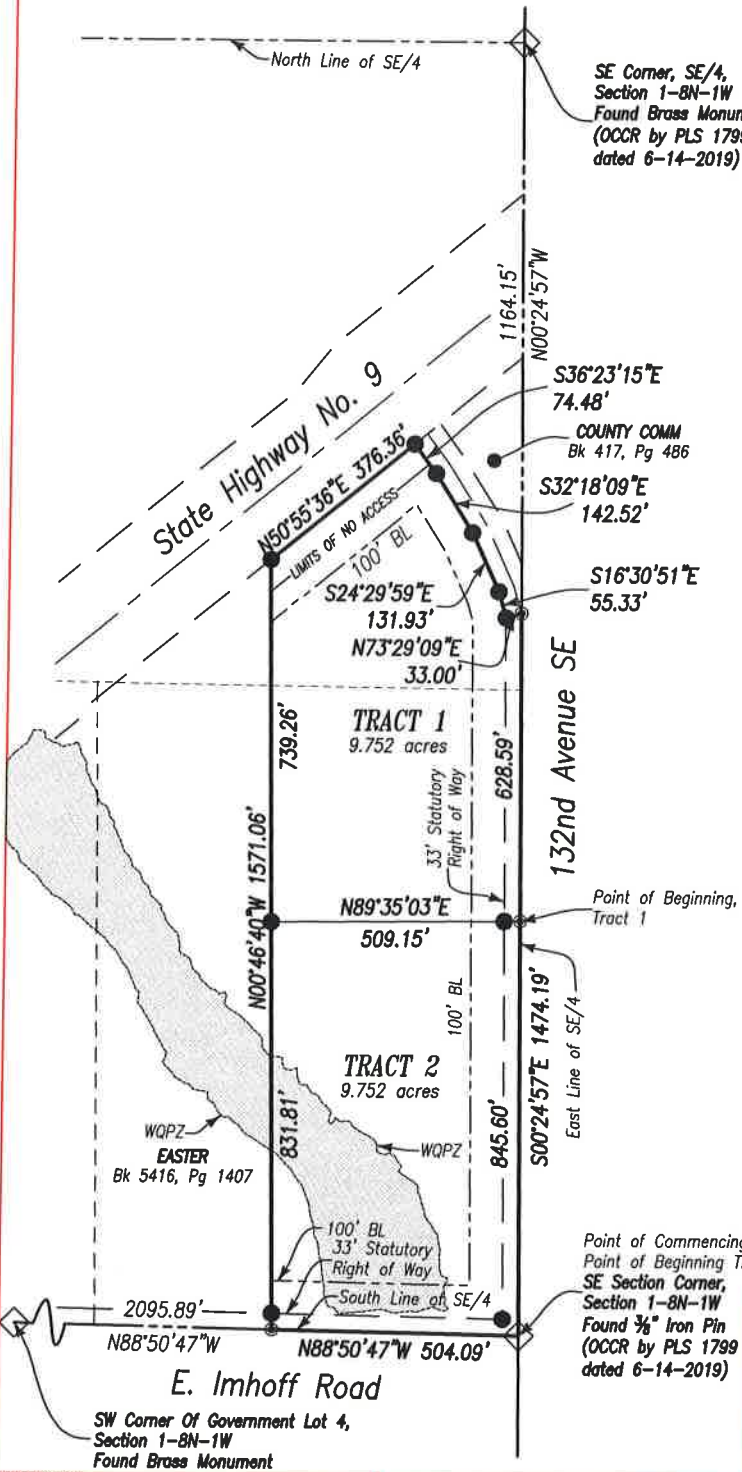 North Line of SE/4
SE Corner, SE/4,
Section 1-8N-1W
Found Brass Monum
(OCCR by PLS 1799
dated 6-14-2019)
1164.15'
N00°24'57"W
State Highway No. 9
S36°23'15"E
74.48'
COUNTY COMM
Bk 417, Pg 486
N50°55'36"E 376.36'
LIMITS OF NO ACCESS
100' BL
S32°18'09"E
142.52'
S24°29'59"E
131.93'
S16°30'51"E
55.33'
N73°29'09"E
33.00'
132nd Avenue SE
TRACT 1
9.752 acres
739.26'
628.59'
33' Statutory
Right of Way
N00°46'40"W 1571.06'
N89°35'03"E
509.15'
Point of Beginning,
Tract 1
100' BL
S00°24'57"E 1474.19'
East Line of SE/4
TRACT 2
9.752 acres
831.81'
845.60'
WQPZ
EASTER
Bk 5416, Pg 1407
WQPZ
100' BL
33' Statutory
Right of Way
South Line of SE/4
Point of Commencing
Point of Beginning T
SE Section Corner,
Section 1-8N-1W
Found ⅜" Iron Pin
(OCCR by PLS 1799
dated 6-14-2019)
2095.89'
N88°50'47"W
N88°50'47"W 504.09'
E. Imhoff Road
SW Corner Of Government Lot 4,
Section 1-8N-1W
Found Brass Monument